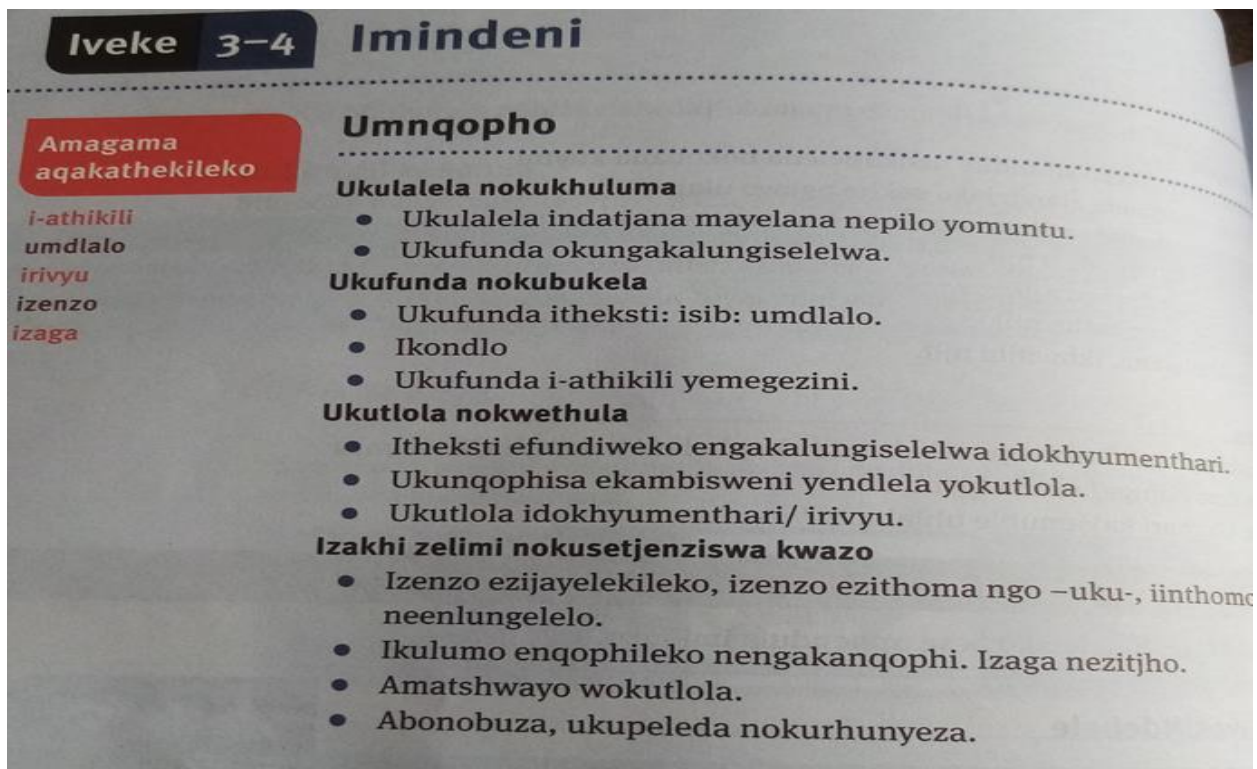 Iveke 3–4 Imindeni
Amagama
aqakathekileko
i-athikili
umdlalo
irivyu
izenzo
izaga
Umnqopho
Ukulalela nokukhuluma
• Ukulalela indatjana mayelana nepilo yomuntu.
• Ukufunda okungakalungiselelwa.
Ukufunda nokubukela
• Ukufunda itheksti: isib: umdlalo.
• Ikondlo
• Ukufunda i-athikili yemegezini.
Ukutlola nokwethula
• Itheksti efundiweko engakalungiselelwa idokhyumenthari.
• Ukunqophisa ekambisweni yendlela yokutlola.
• Ukutlola idokhyumenthari/ irivyu.
Izakhi zelimi nokusetjenziswa kwazo
• Izenzo ezijayelekileko, izenzo ezithoma ngo –uku-, iinthomo
neenlungelelo.
• Ikulumo enqophileko nengakanqophi. Izaga nezitjho.
• Amatshwayo wokutlola.
• Abonobuza, ukupeleda nokurhunyeza.